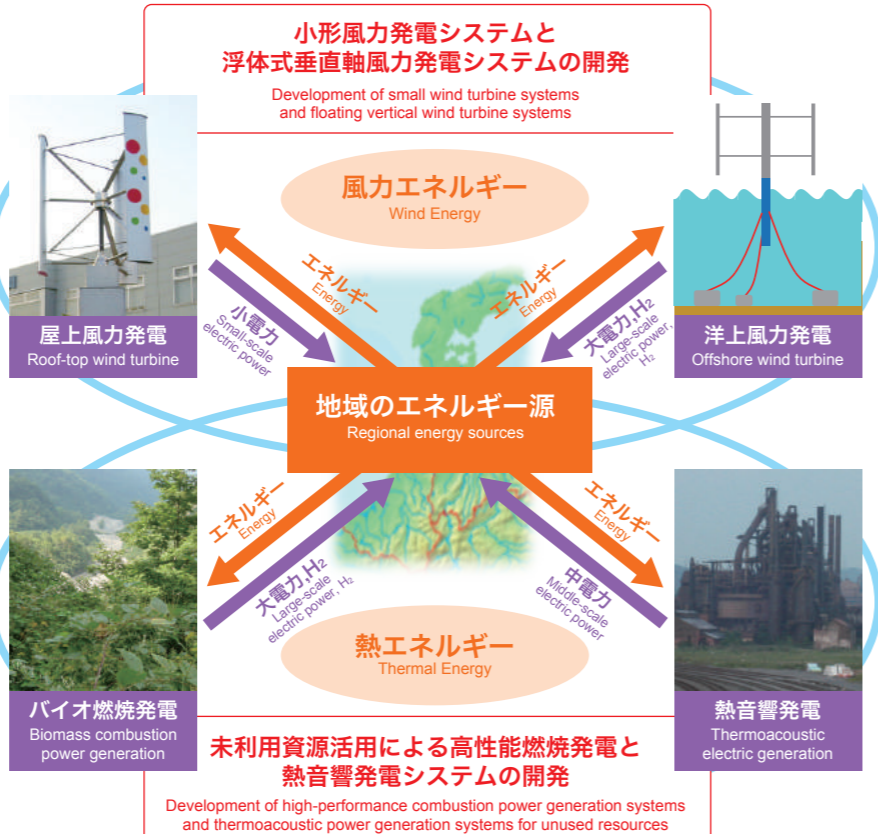 小形風力発電システムと
浮体式垂直軸風力発電システムの開発
Development of small wind turbine systems
and floating vertical wind turbine systems
風力エネルギー
Wind Energy
エネルギー
Energy
小電力
Small-scale
electric power
エネルギー
Energy
大電力,H₂
Large-scale
electric power,
H₂
屋上風力発電
Roof-top wind turbine
洋上風力発電
Offshore wind turbine
地域のエネルギー源
Regional energy sources
エネルギー
Energy
大電力,H₂
Large-scale
electric power, H₂
エネルギー
Energy
中電力
Middle-scale
electric power
熱エネルギー
Thermal Energy
バイオ燃焼発電
Biomass combustion
power generation
熱音響発電
Thermoacoustic
electric generation
未利用資源活用による高性能燃焼発電と
熱音響発電システムの開発
Development of high-performance combustion power generation systems
and thermoacoustic power generation systems for unused resources